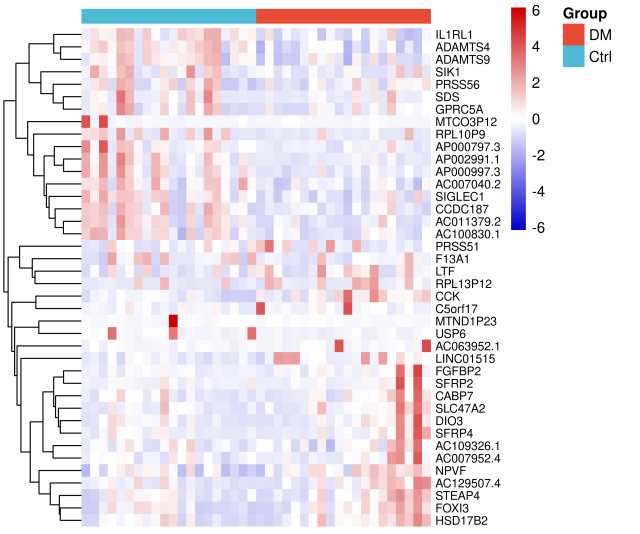 IL1RL1
ADAMTS4
ADAMTS9
SIK1
PRSS56
SDS
GPRC5A
MTCO3P12
RPL10P9
AP000797.3
AP002991.1
AP000997.3
AC007040.2
SIGLEC1
CCDC187
AC011379.2
AC100830.1
PRSS51
F13A1
LTF
RPL13P12
CCK
C5orf17
MTND1P23
USP6
AC063952.1
LINC01515
FGFBP2
SFRP2
CABP7
SLC47A2
DIO3
SFRP4
AC109326.1
AC007952.4
NPVF
AC129507.4
STEAP4
FOXI3
HSD17B2
6
4
2
0
-2
-4
-6
Group
DM
Ctrl